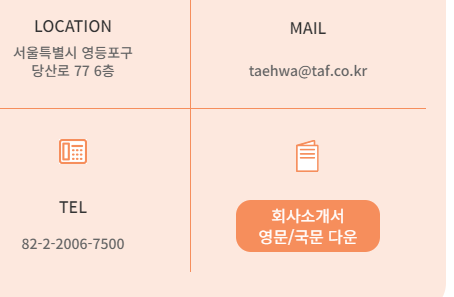 LOCATION
서울특별시 영등포구
당산로 77 6층
MAIL
taehwa@taf.co.kr
TEL
82-2-2006-7500
회사소개서
영문/국문 다운